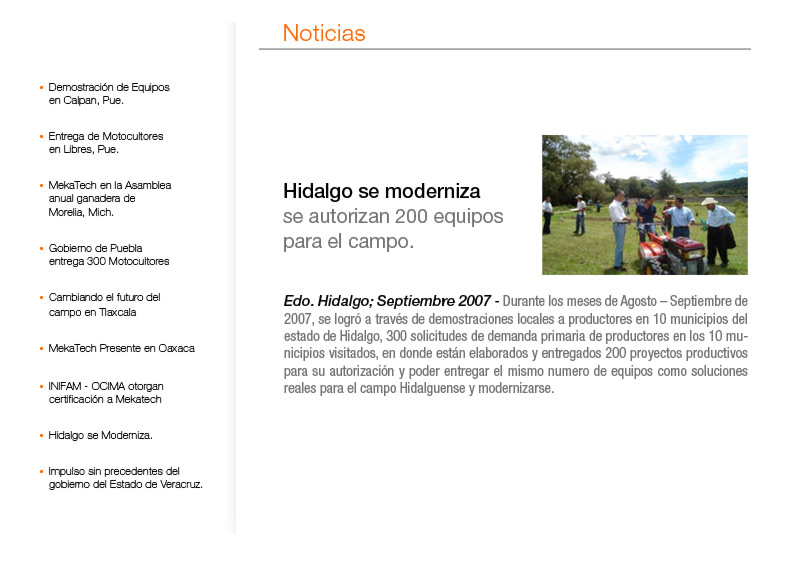 Noticias
Demostración de Equipos
en Calpan, Pue.
Entrega de Motocultores
en Libres, Pue.
MekaTech en la Asamblea
anual ganadera de
Morelia, Mich.
Gobierno de Puebla
entrega 300 Motocultores
Cambiando el futuro del
campo en Tlaxcala
MekaTech Presente en Oaxaca
INIFAM - OCIMA otorgan
certificación a Mekatech
Hidalgo se Moderniza.
Impulso sin precedentes del
gobierno del Estado de Veracruz.
Hidalgo se moderniza
se autorizan 200 equipos
para el campo.
Edo. Hidalgo; Septiembre 2007 - Durante los meses de Agosto – Septiembre de
2007, se logró a través de demostraciones locales a productores en 10 municipios del
estado de Hidalgo, 300 solicitudes de demanda primaria de productores en los 10 mu-
nicipios visitados, en donde están elaborados y entregados 200 proyectos productivos
para su autorización y poder entregar el mismo numero de equipos como soluciones
reales para el campo Hidalguense y modernizarse.